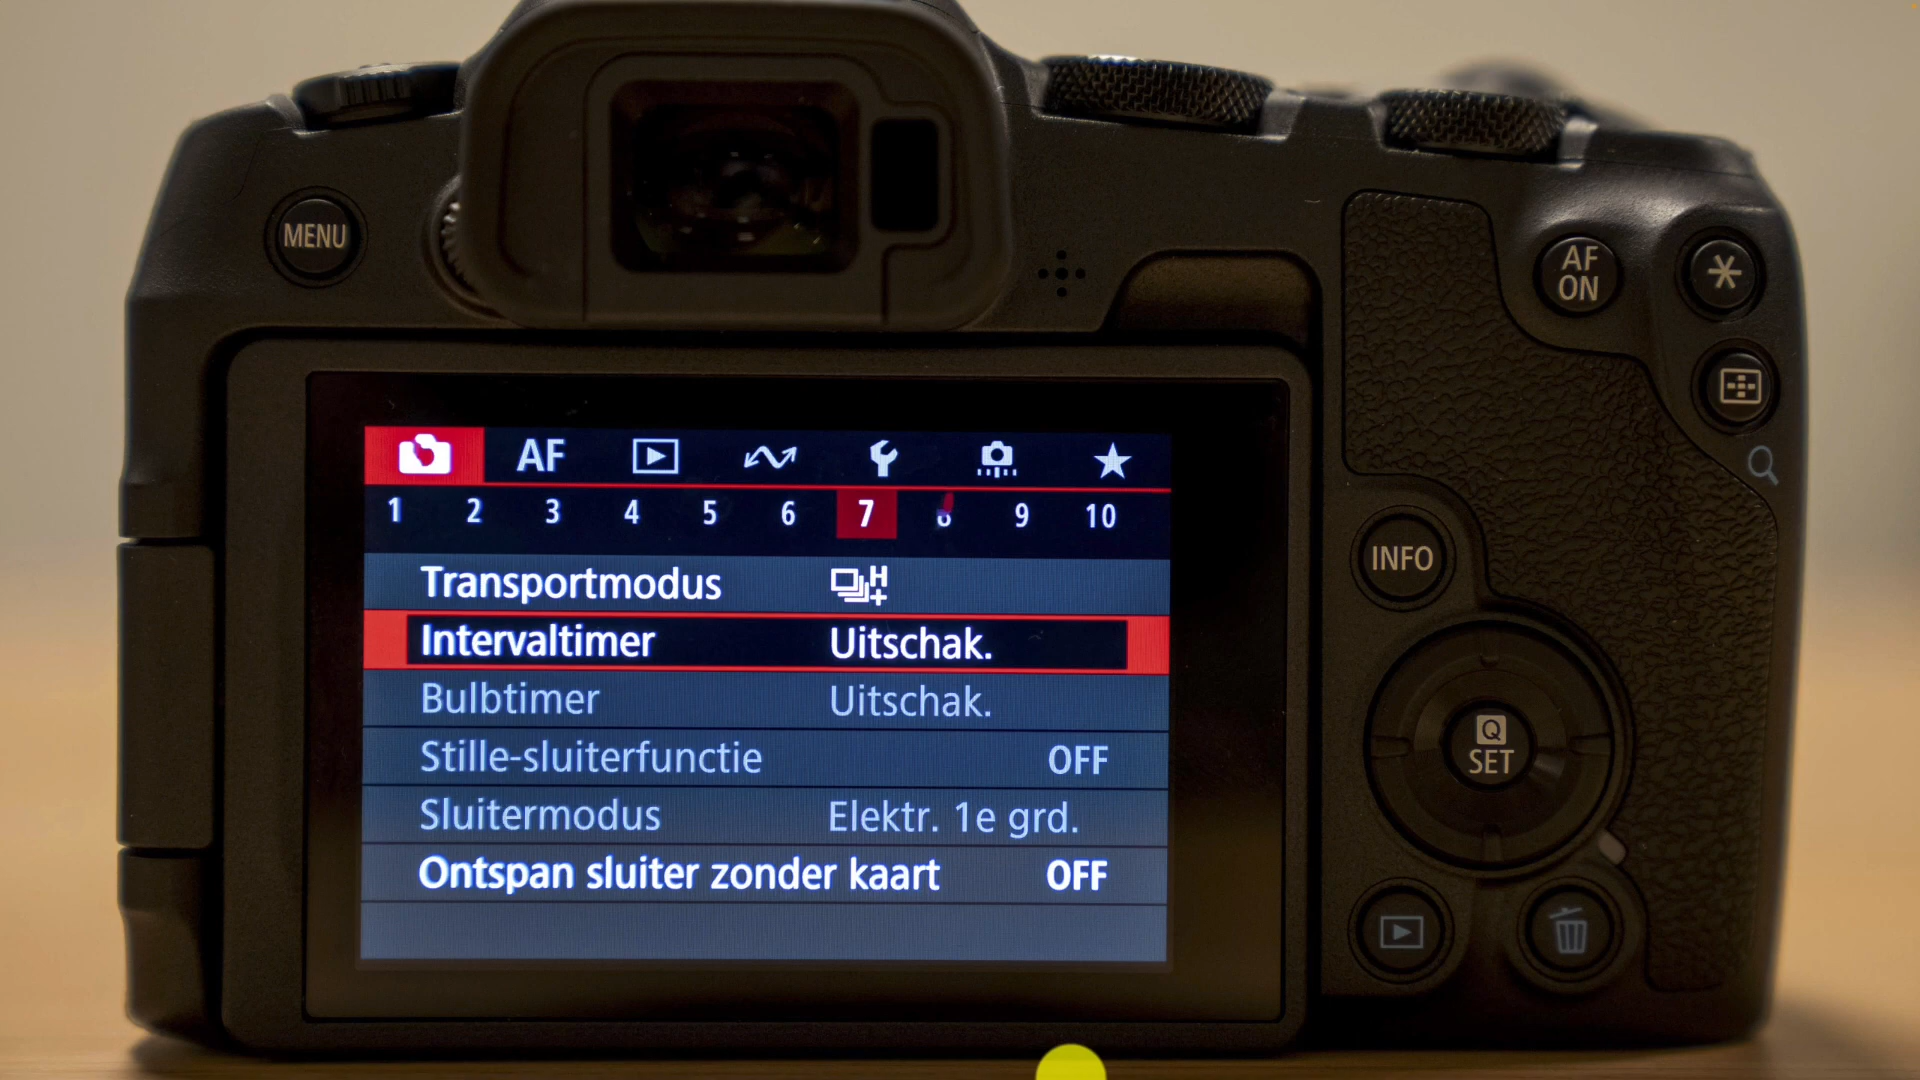 MENU
AF ON
AF
1 2 3 4 5 6 7 8 9 10
Transportmodus H+
Intervaltimer Uitschak.
Bulbtimer Uitschak.
Stille-sluiterfunctie OFF
Sluitermodus Elektr. 1e grd.
Ontspan sluiter zonder kaart OFF
INFO
Q
SET